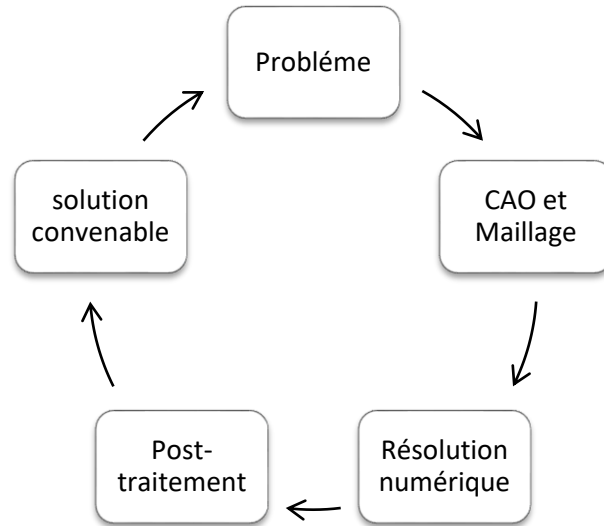 Probléme
CAO et
Maillage
Résolution
numérique
Post-
traitement
solution
convenable